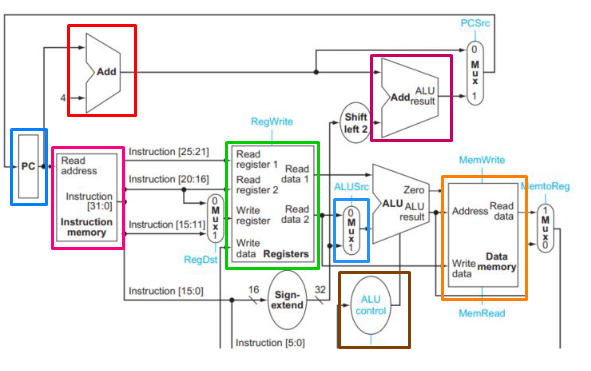 PCSrc
0
M
u
x
1
Add
4
Add ALU
result
Shift
left 2
RegWrite
PC
Read
address
Instruction
[31:0]
Instruction
memory
Instruction [25:21]
Instruction [20:16]
Instruction [15:11]
Instruction [15:0]
0
M
u
x
1
RegDst
Read
register 1
Read
register 2
Write
register
Write
data
Read
data 1
Read
data 2
Registers
ALUSrc
0
M
u
x
1
Zero
ALU ALU
result
MemWrite
Address
Read
data
Write
data
Data
memory
MemRead
MemtoReg
1
M
u
x
0
16
Sign-
extend
32
ALU
control
Instruction [5:0]